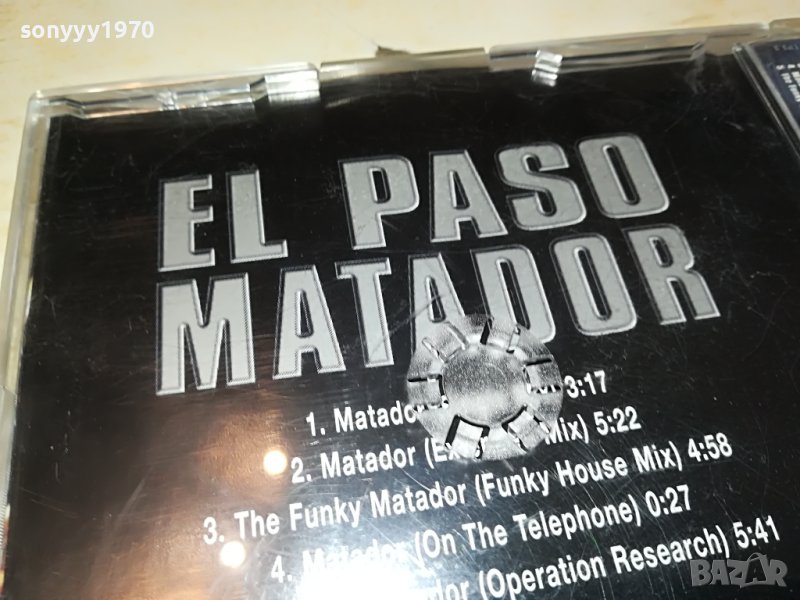 sonyyy1970
EL PASO
MATADOR
1. Matador 3:17
2. Matador (Mix) 5:22
3. The Funky Matador (Funky House Mix) 4:58
4. Matador (On The Telephone) 0:27
(Operation Research) 5:41
BAZAR